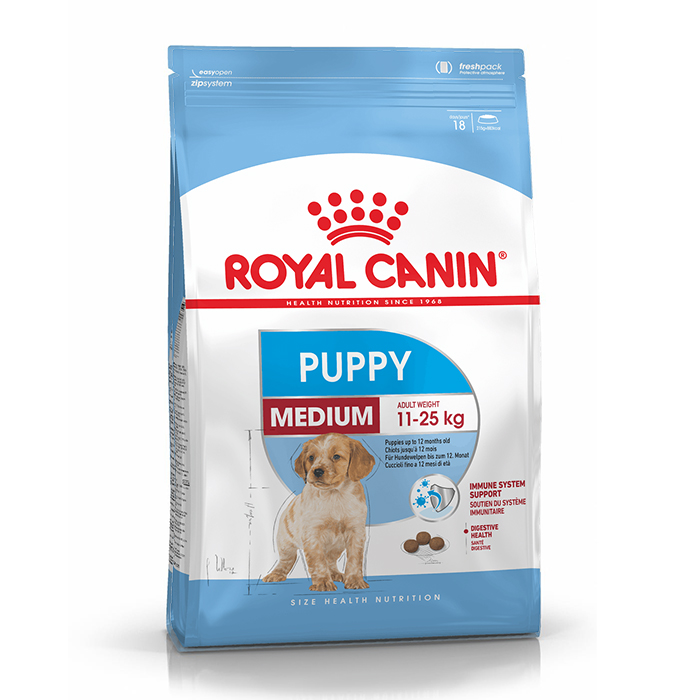 easyopen
zipsystem
freshpack
Protective atmosphere
18
ROYAL CANIN®
HEALTH NUTRITION SINCE 1968
PUPPY
MEDIUM
ADULT WEIGHT
11-25 kg
Puppies up to 12 months old
Chiots jusqu'à 12 mois
Für Hundewelpen bis zum 12. Monat
Cuccioli fino a 12 mesi di età
IMMUNE SYSTEM
SUPPORT
SOUTIEN DU SYSTÈME
IMMUNITAIRE
DIGESTIVE
HEALTH
SANTÉ
DIGESTIVE
SIZE HEALTH NUTRITION